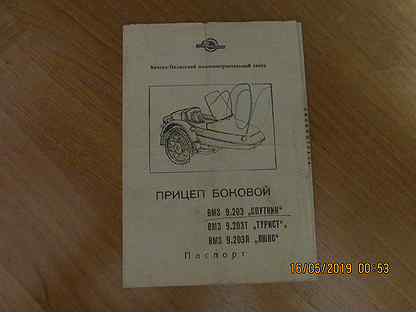 Вятско-Полянский машиностроительный завод
ПРИЦЕП БОКОВОЙ
ВМЗ 9.203 „СПУТНИК“
ВМЗ 9.203Т „ТУРИСТ“,
ВМЗ 9.203Л „ЛЮКС“
Паспорт
16/05/2019 00:53